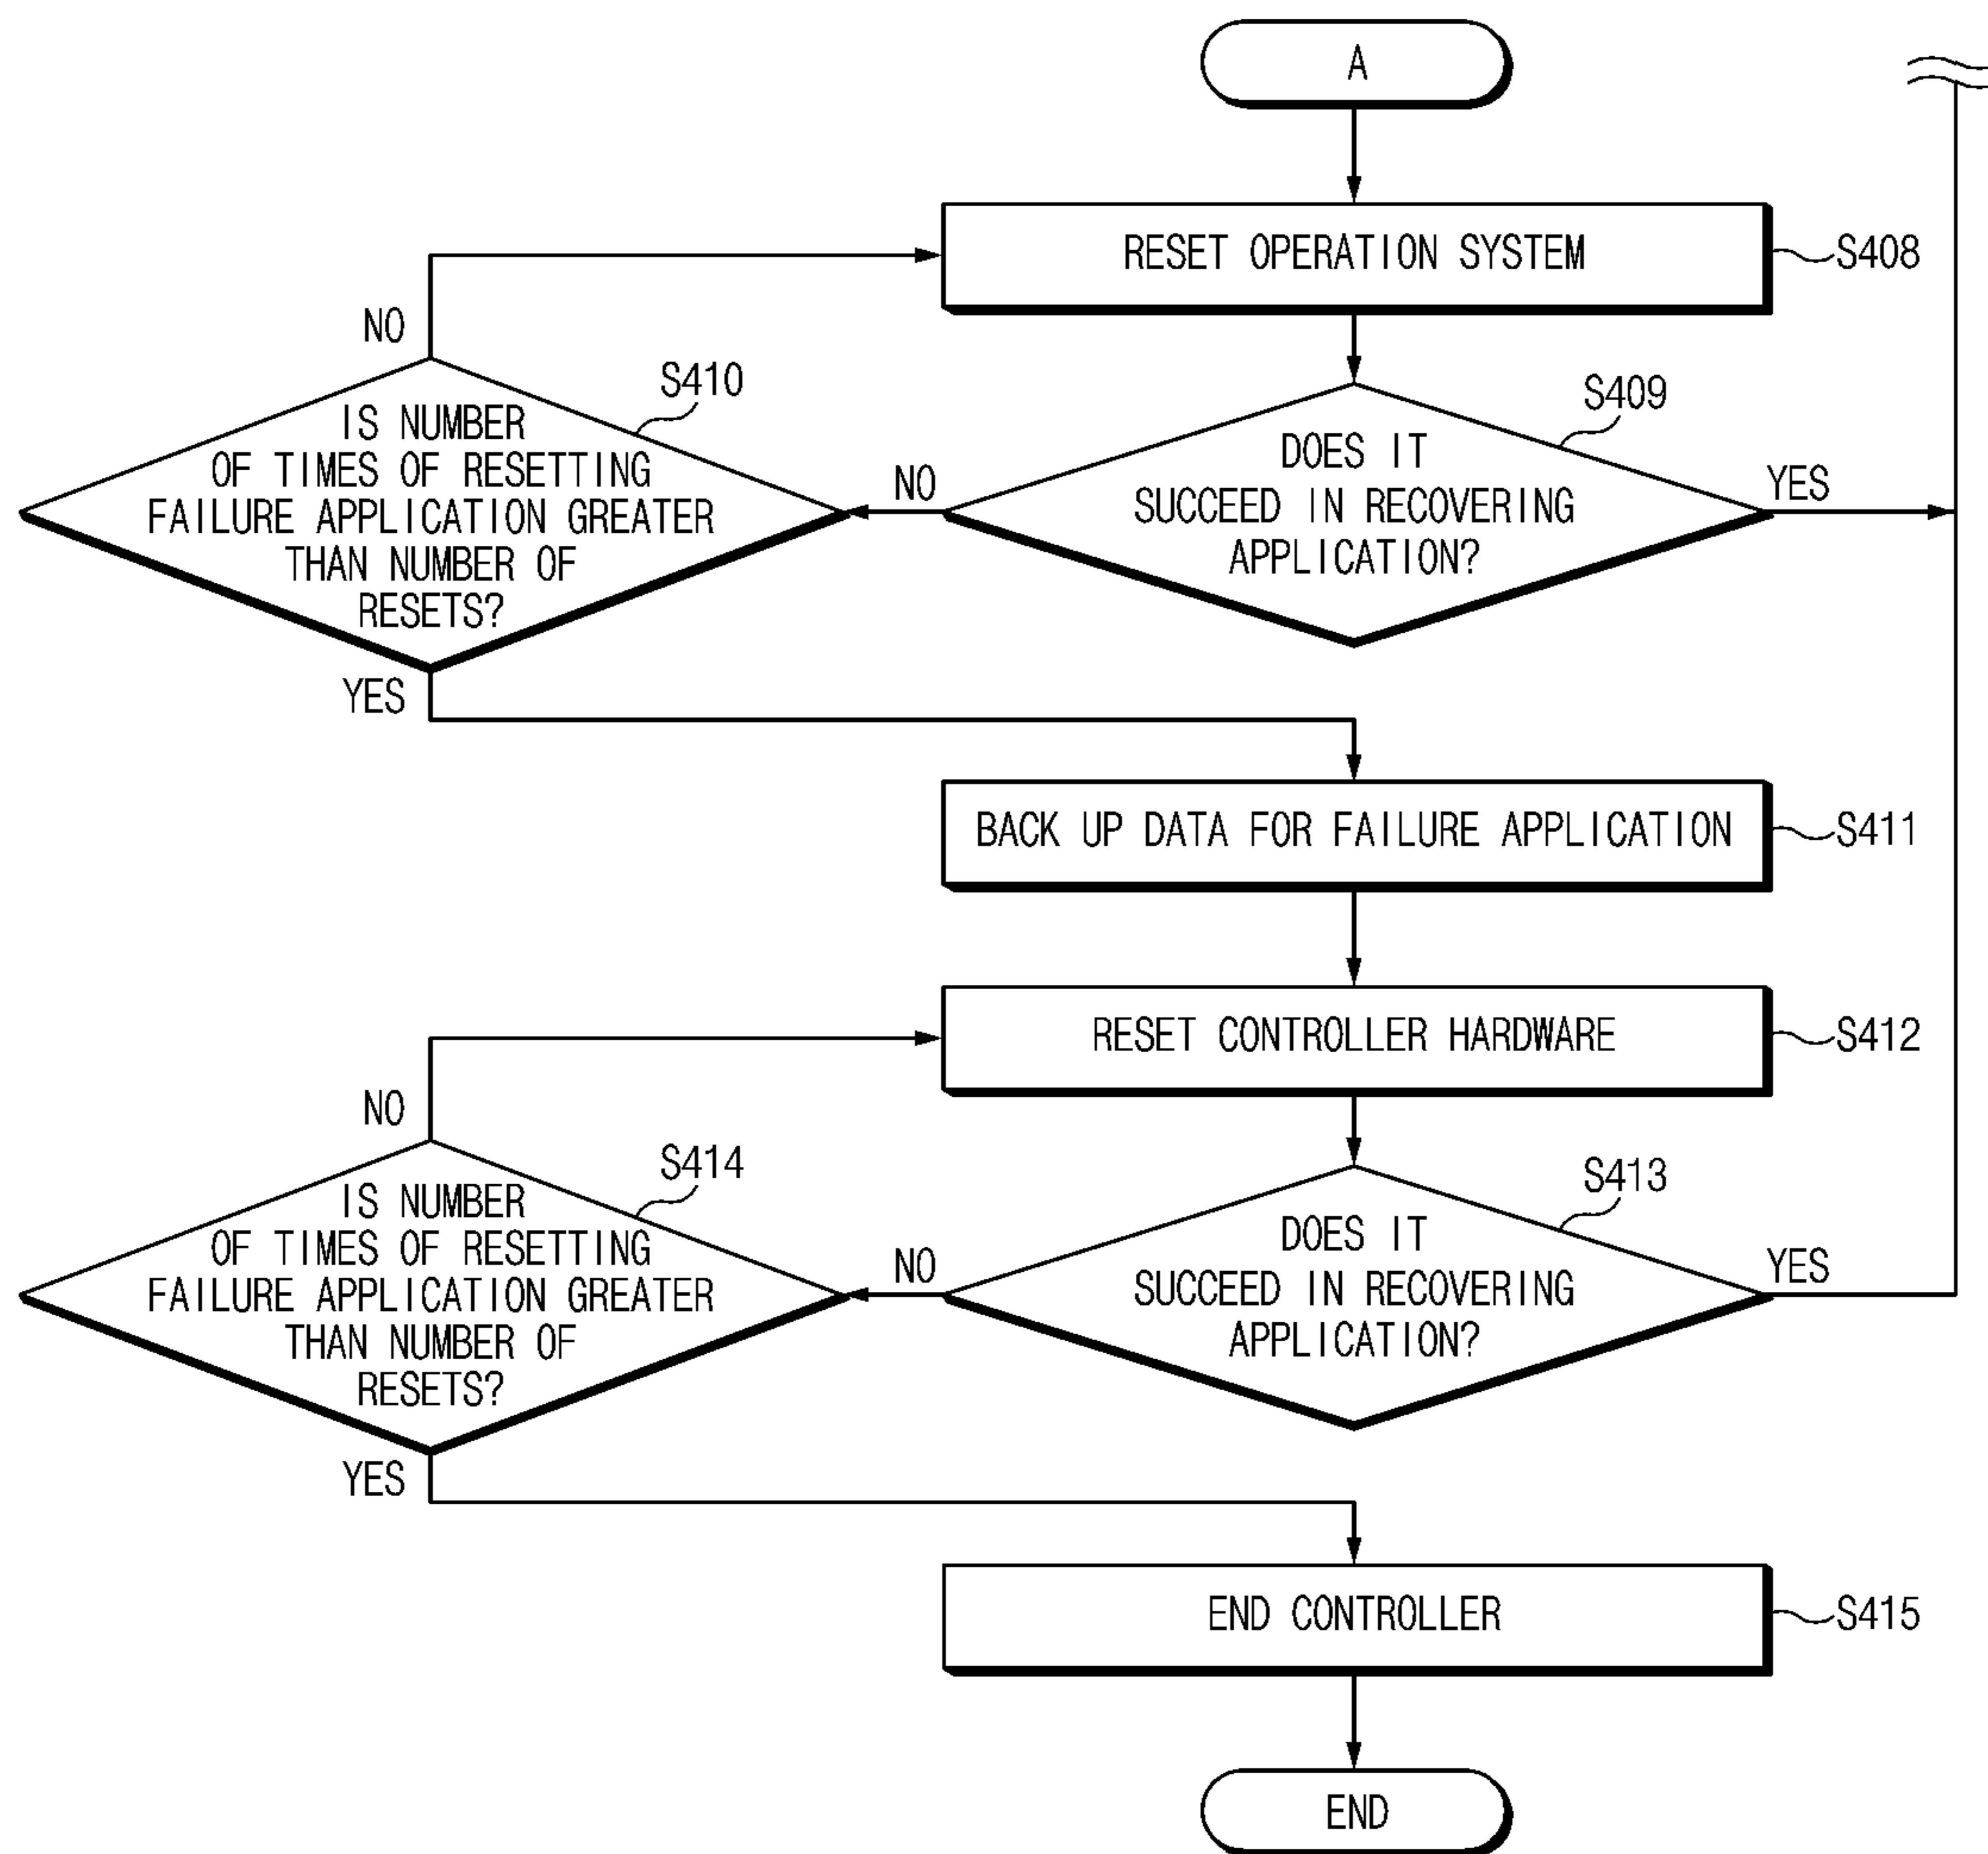 A
RESET OPERATION SYSTEM
S408
NO
S410
IS NUMBER
OF TIMES OF RESETTING
FAILURE APPLICATION GREATER
THAN NUMBER OF
RESETS?
NO
S409
DOES IT
SUCCEED IN RECOVERING
APPLICATION?
YES
YES
BACK UP DATA FOR FAILURE APPLICATION
S411
RESET CONTROLLER HARDWARE
S412
NO
S414
IS NUMBER
OF TIMES OF RESETTING
FAILURE APPLICATION GREATER
THAN NUMBER OF
RESETS?
NO
S413
DOES IT
SUCCEED IN RECOVERING
APPLICATION?
YES
YES
END CONTROLLER
S415
END